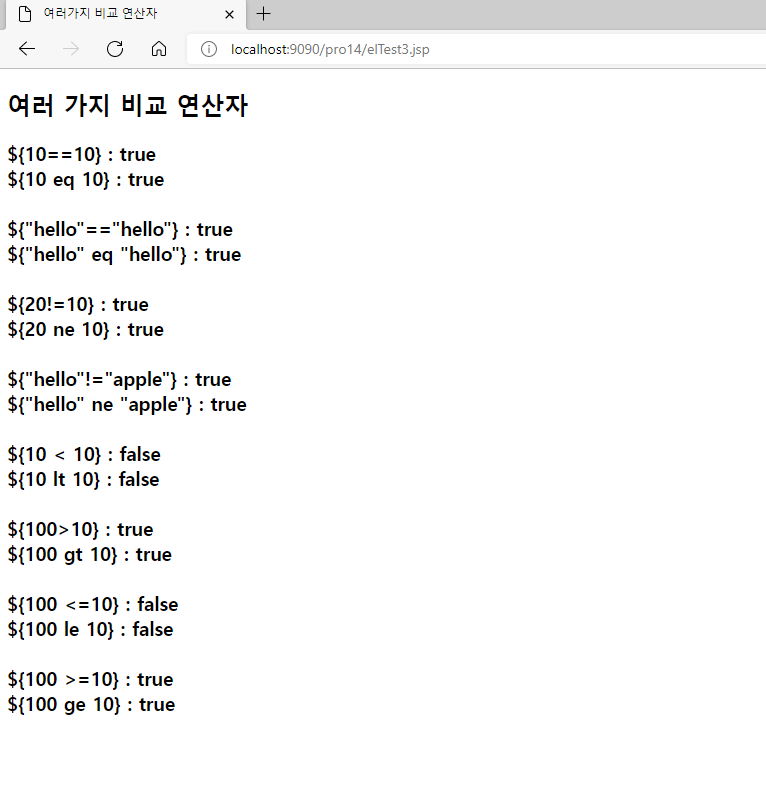 여러가지 비교 연산자
localhost:9090/pro14/elTest3.jsp
여러 가지 비교 연산자
${10==10} : true
${10 eq 10} : true
${"hello"=="hello"} : true
${"hello" eq "hello"} : true
${20!=10} : true
${20 ne 10} : true
${"hello"!="apple"} : true
${"hello" ne "apple"} : true
${10 < 10} : false
${10 lt 10} : false
${100>10} : true
${100 gt 10} : true
${100 <=10} : false
${100 le 10} : false
${100 >=10} : true
${100 ge 10} : true